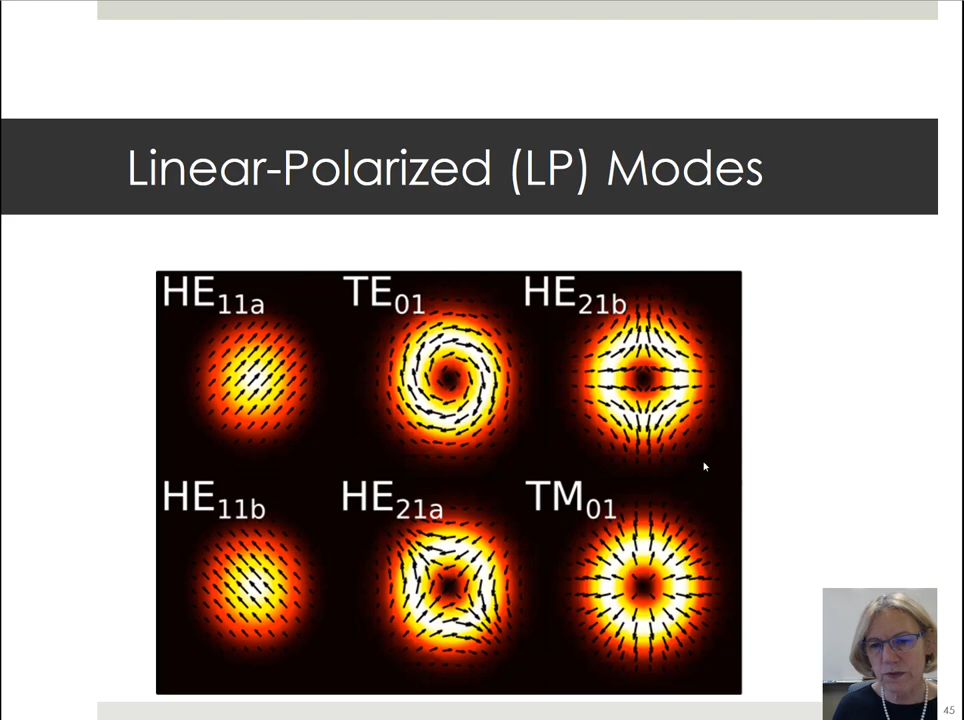 Linear-Polarized (LP) Modes
HE11a TE01 HE21b
HE11b HE21a TM01
45